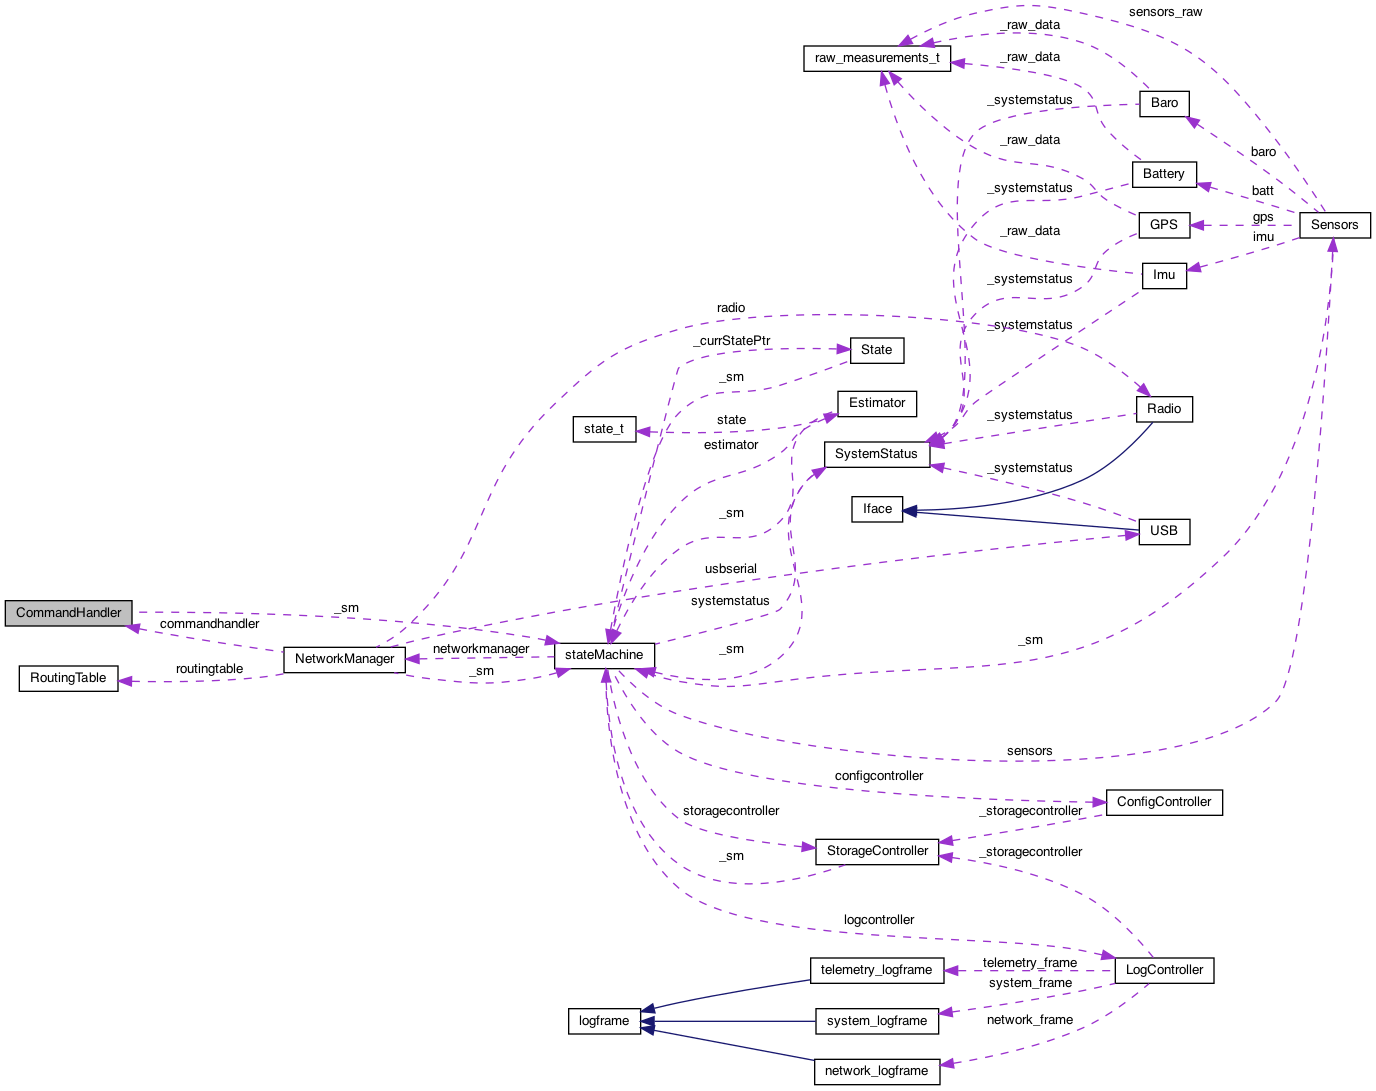 sensors_raw
_raw_data
raw_measurements_t
_raw_data
_systemstatus
Baro
_raw_data
baro
Battery
_systemstatus
batt
GPS
gps
Sensors
_raw_data
imu
Imu
_systemstatus
radio
_systemstatus
_currStatePtr
State
_sm
Estimator
Radio
state_t
state
_systemstatus
estimator
SystemStatus
_systemstatus
Iface
_sm
USB
usbserial
systemstatus
CommandHandler
_sm
commandhandler
_sm
networkmanager
stateMachine
_sm
NetworkManager
routingtable
_sm
RoutingTable
sensors
configcontroller
ConfigController
storagecontroller
_storagecontroller
StorageController
_storagecontroller
_sm
logcontroller
telemetry_logframe
telemetry_frame
LogController
system_frame
logframe
system_logframe
network_frame
network_logframe